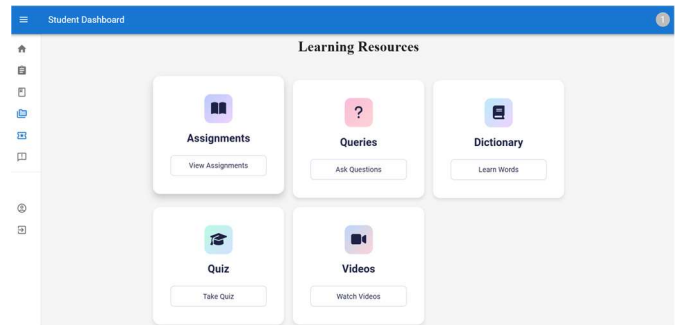 Student Dashboard
1
Learning Resources
Assignments
View Assignments
?
Queries
Ask Questions
Dictionary
Learn Words
Quiz
Take Quiz
Videos
Watch Videos